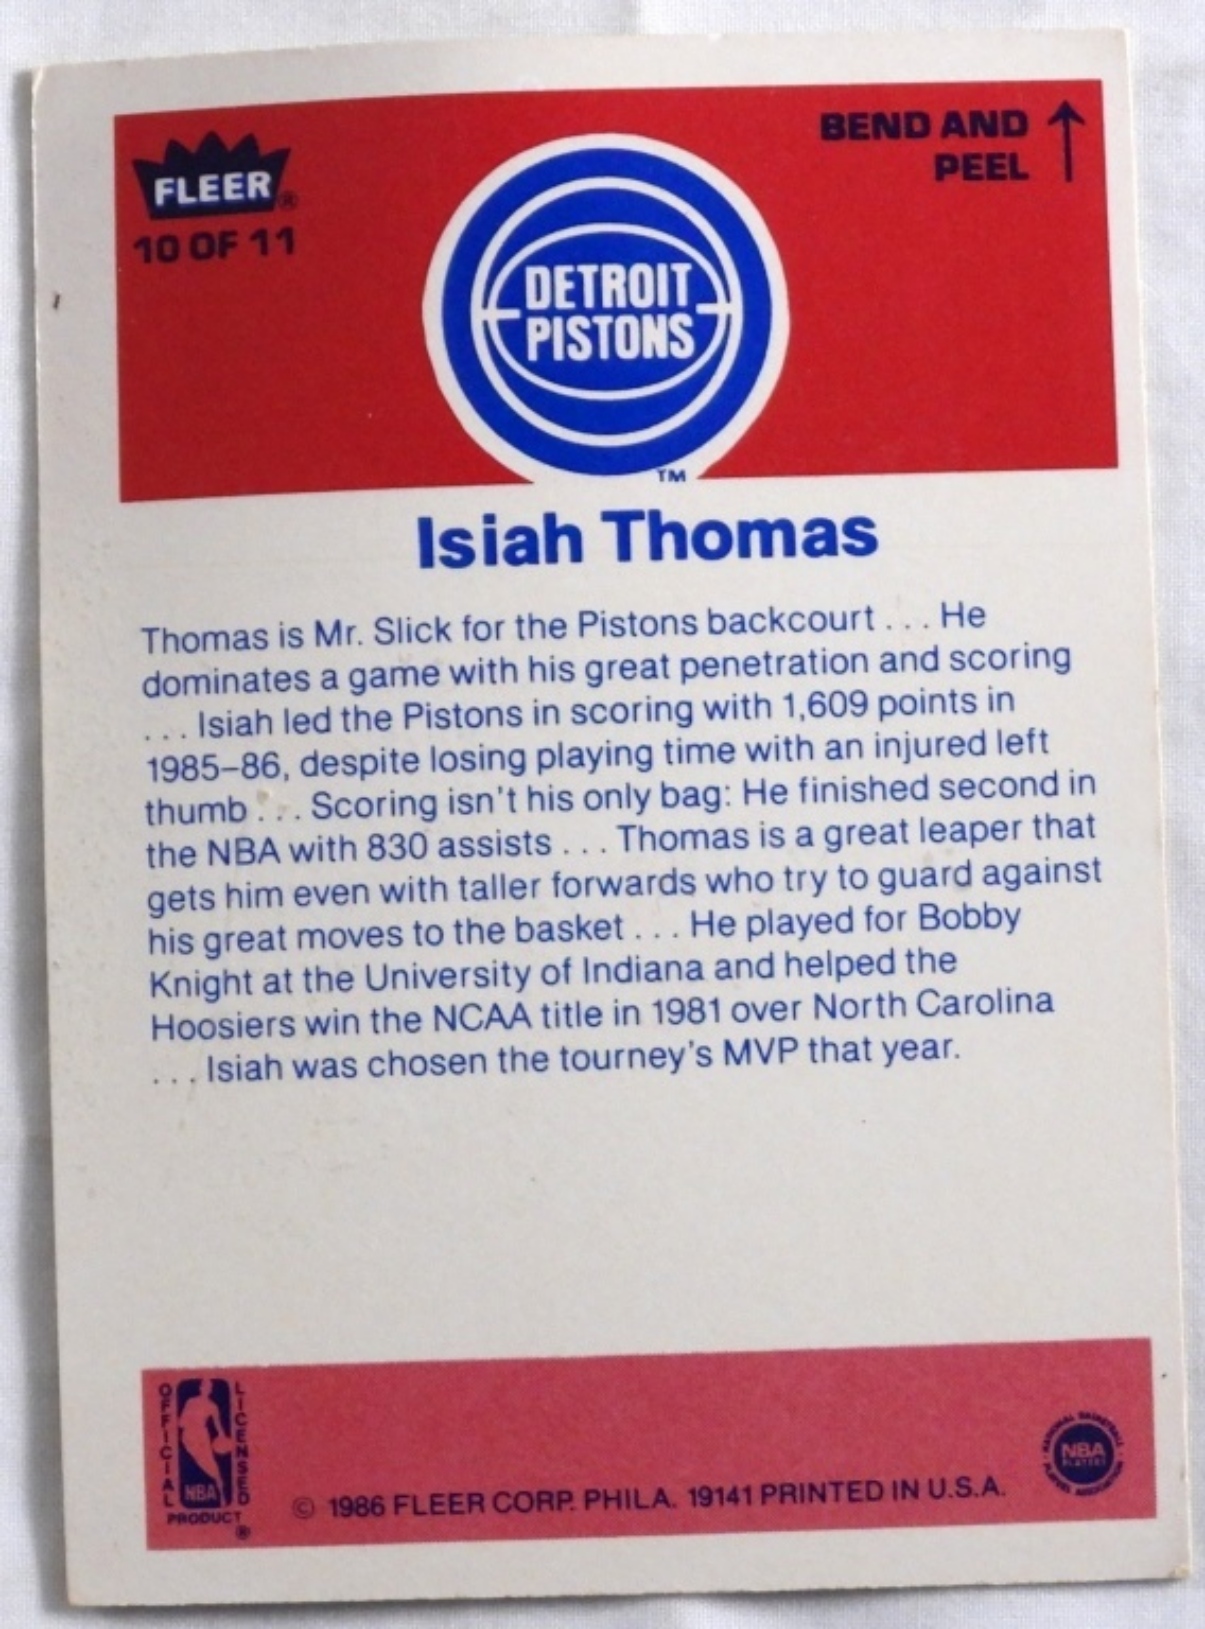 FLEER®
10 OF 11
BEND AND
PEEL
DETROIT
PISTONS
TM
Isiah Thomas
Thomas is Mr. Slick for the Pistons backcourt . . . He
dominates a game with his great penetration and scoring
. . . Isiah led the Pistons in scoring with 1,609 points in
1985–86, despite losing playing time with an injured left
thumb . . . Scoring isn't his only bag: He finished second in
the NBA with 830 assists . . . Thomas is a great leaper that
gets him even with taller forwards who try to guard against
his great moves to the basket . . . He played for Bobby
Knight at the University of Indiana and helped the
Hoosiers win the NCAA title in 1981 over North Carolina
. . . Isiah was chosen the tourney's MVP that year.
OFFICIAL
LICENSED
NBA
PRODUCT
®
© 1986 FLEER CORP. PHILA. 19141 PRINTED IN U.S.A.
NATIONAL BASKETBALL
NBA
PLAYERS
PLAYERS ASSOCIATION